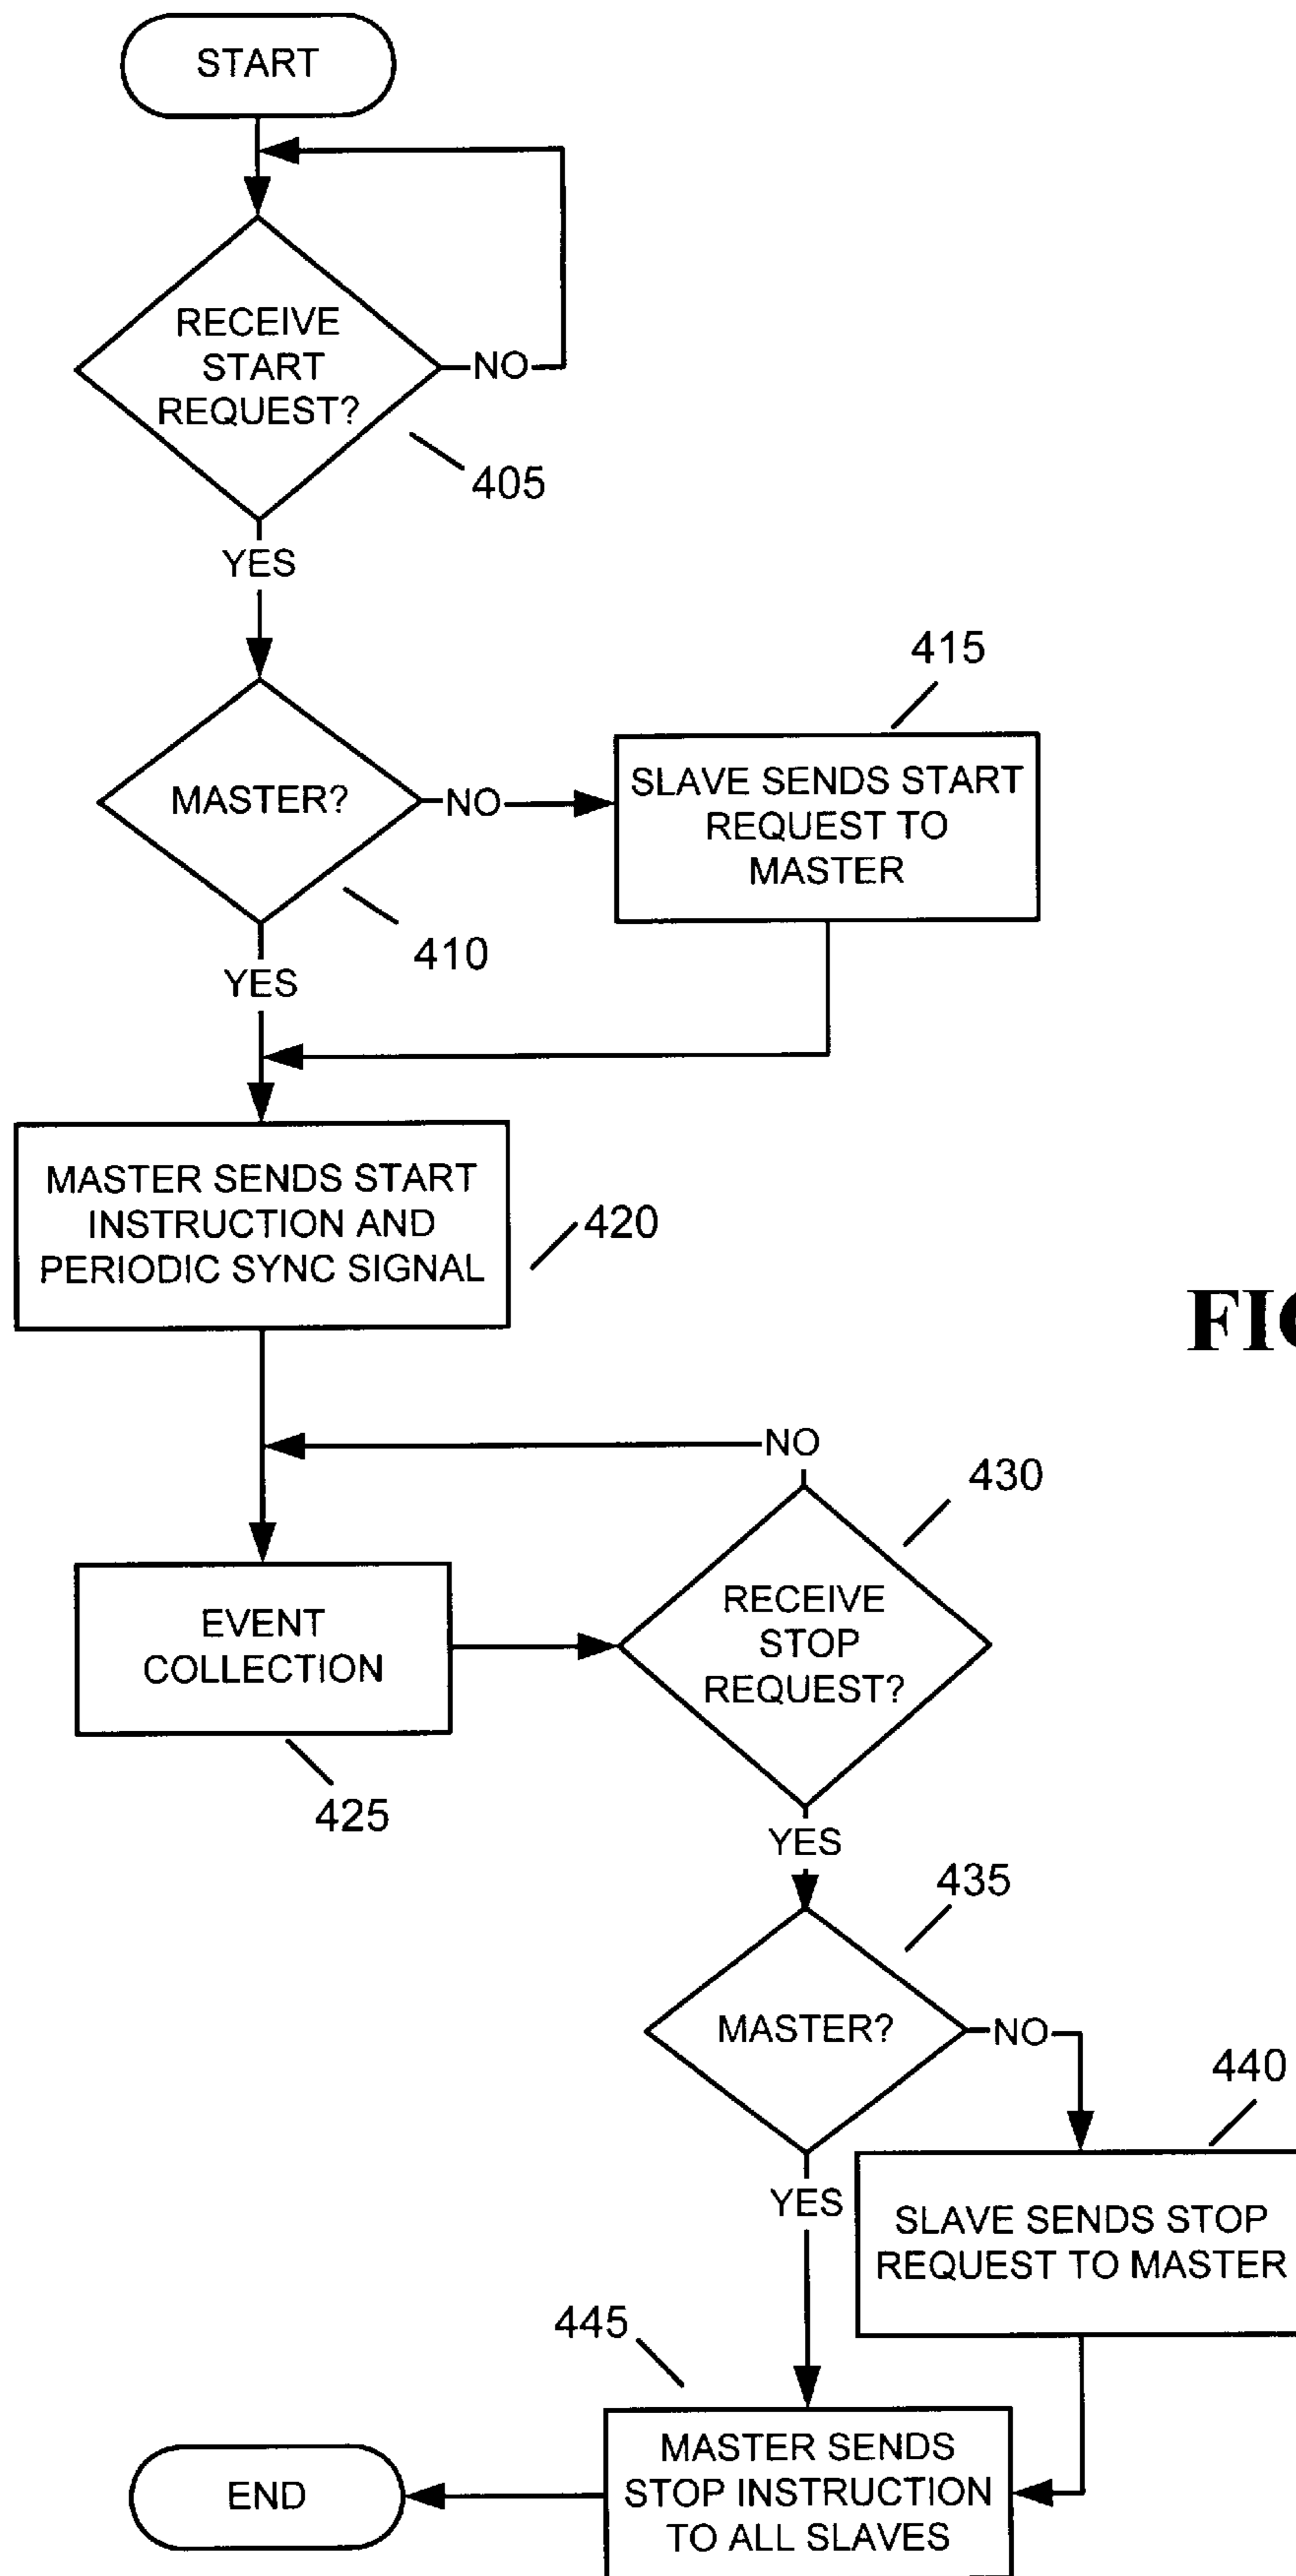 START
RECEIVE
START
REQUEST?
NO
405
YES
415
MASTER?
NO
SLAVE SENDS START
REQUEST TO
MASTER
410
YES
MASTER SENDS START
INSTRUCTION AND
PERIODIC SYNC SIGNAL
420
NO
430
EVENT
COLLECTION
RECEIVE
STOP
REQUEST?
425
YES
435
MASTER?
NO
440
YES
SLAVE SENDS STOP
REQUEST TO MASTER
445
MASTER SENDS
STOP INSTRUCTION
TO ALL SLAVES
END